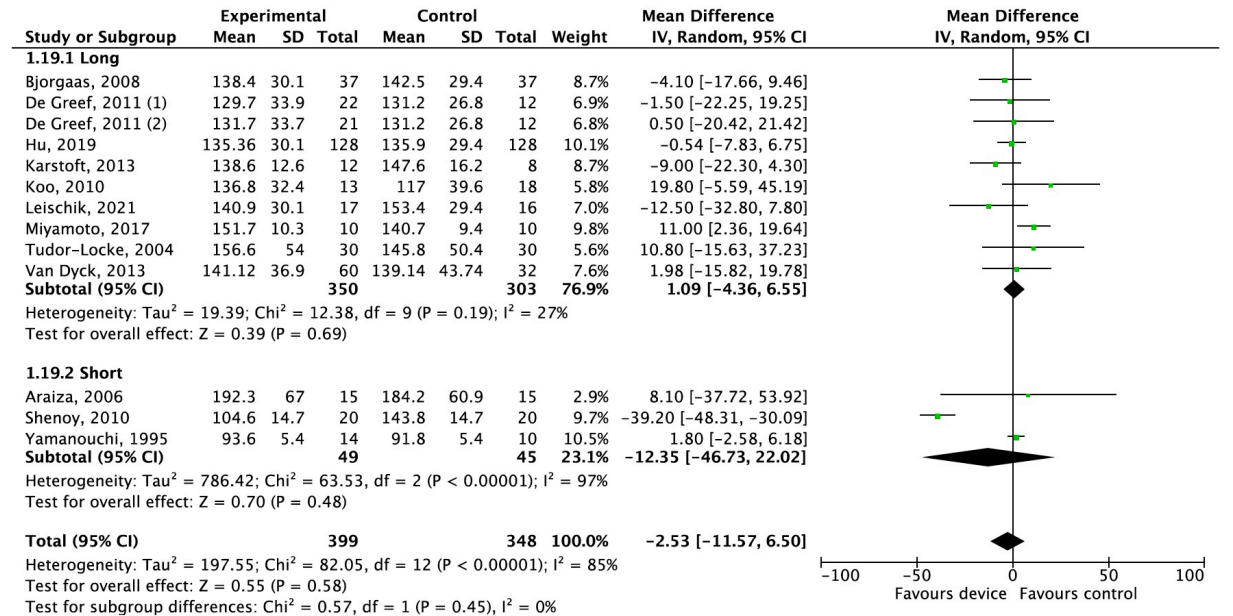 Experimental Control Mean Difference Mean Difference
Study or Subgroup Mean SD Total Mean SD Total Weight IV, Random, 95% CI IV, Random, 95% CI
1.19.1 Long
Bjorgaas, 2008 138.4 30.1 37 142.5 29.4 37 8.7% −4.10 [−17.66, 9.46]
De Greef, 2011 (1) 129.7 33.9 22 131.2 26.8 12 6.9% −1.50 [−22.25, 19.25]
De Greef, 2011 (2) 131.7 33.7 21 131.2 26.8 12 6.8% 0.50 [−20.42, 21.42]
Hu, 2019 135.36 30.1 128 135.9 29.4 128 10.1% −0.54 [−7.83, 6.75]
Karstoft, 2013 138.6 12.6 12 147.6 16.2 8 8.7% −9.00 [−22.30, 4.30]
Koo, 2010 136.8 32.4 13 117 39.6 18 5.8% 19.80 [−5.59, 45.19]
Leischik, 2021 140.9 30.1 17 153.4 29.4 16 7.0% −12.50 [−32.80, 7.80]
Miyamoto, 2017 151.7 10.3 10 140.7 9.4 10 9.8% 11.00 [2.36, 19.64]
Tudor−Locke, 2004 156.6 54 30 145.8 50.4 30 5.6% 10.80 [−15.63, 37.23]
Van Dyck, 2013 141.12 36.9 60 139.14 43.74 32 7.6% 1.98 [−15.82, 19.78]
Subtotal (95% CI) 350 303 76.9% 1.09 [−4.36, 6.55]
Heterogeneity: Tau² = 19.39; Chi² = 12.38, df = 9 (P = 0.19); I² = 27%
Test for overall effect: Z = 0.39 (P = 0.69)
1.19.2 Short
Araiza, 2006 192.3 67 15 184.2 60.9 15 2.9% 8.10 [−37.72, 53.92]
Shenoy, 2010 104.6 14.7 20 143.8 14.7 20 9.7% −39.20 [−48.31, −30.09]
Yamanouchi, 1995 93.6 5.4 14 91.8 5.4 10 10.5% 1.80 [−2.58, 6.18]
Subtotal (95% CI) 49 45 23.1% −12.35 [−46.73, 22.02]
Heterogeneity: Tau² = 786.42; Chi² = 63.53, df = 2 (P < 0.00001); I² = 97%
Test for overall effect: Z = 0.70 (P = 0.48)
Total (95% CI) 399 348 100.0% −2.53 [−11.57, 6.50]
Heterogeneity: Tau² = 197.55; Chi² = 82.05, df = 12 (P < 0.00001); I² = 85%
Test for overall effect: Z = 0.55 (P = 0.58)
Test for subgroup differences: Chi² = 0.57, df = 1 (P = 0.45), I² = 0%
−100 −50 0 50 100
Favours device Favours control